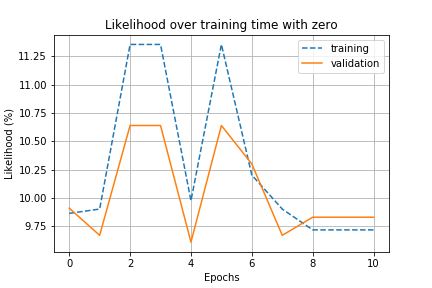 Likelihood over training time with zero
training
validation
Likelihood (%)
11.25
11.00
10.75
10.50
10.25
10.00
9.75
0 2 4 6 8 10
Epochs